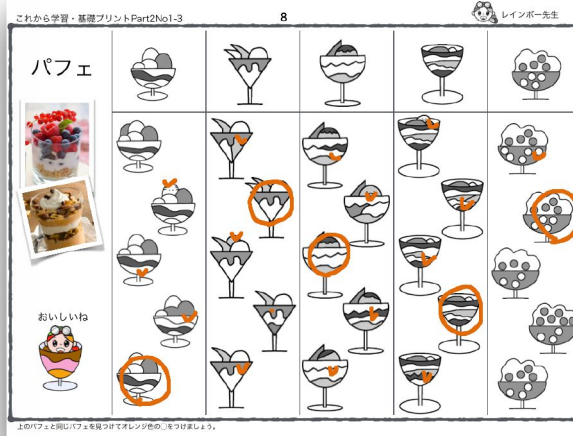 これから学習・基礎プリントPart2No1-3
8
レインボー先生
パフェ
おいしいね
上のパフェと同じパフェを見つけてオレンジ色の○をつけましょう。